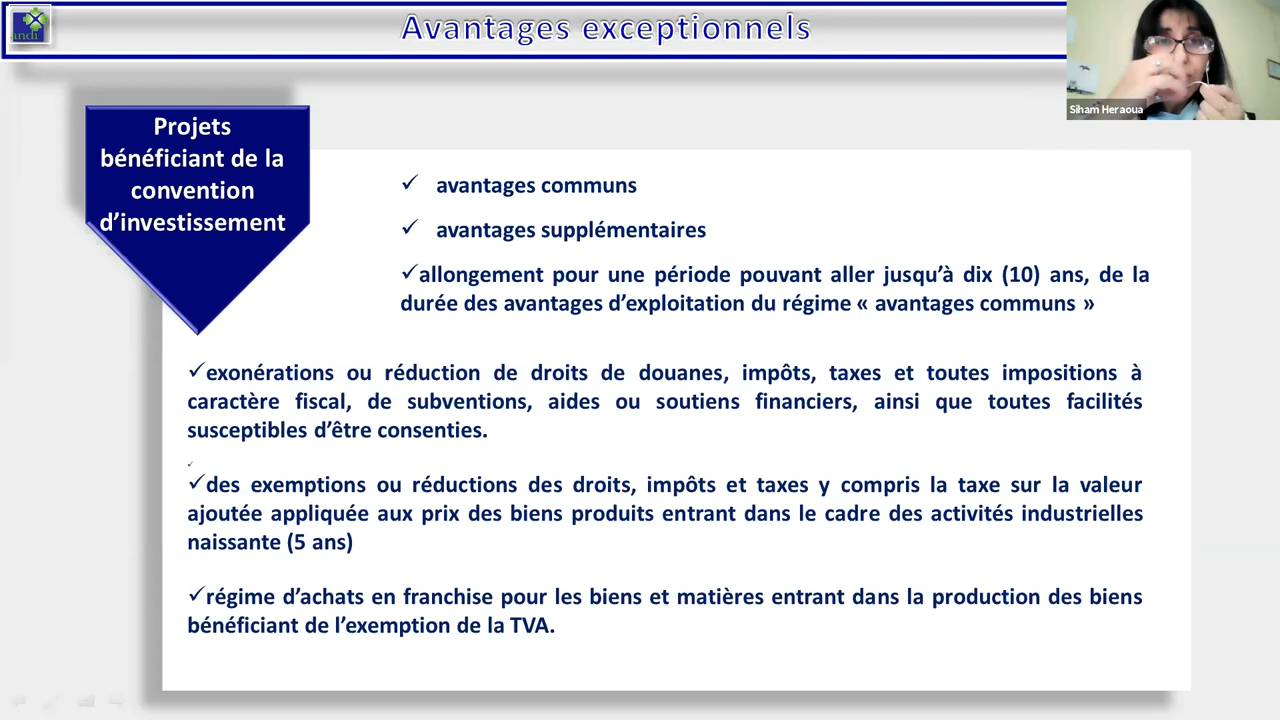 andi
Avantages exceptionnels
Siham Heraoua
Projets
bénéficiant de la
convention
d’investissement
✓ avantages communs
✓ avantages supplémentaires
✓allongement pour une période pouvant aller jusqu’à dix (10) ans, de la
durée des avantages d’exploitation du régime « avantages communs »
✓exonérations ou réduction de droits de douanes, impôts, taxes et toutes impositions à
caractère fiscal, de subventions, aides ou soutiens financiers, ainsi que toutes facilités
susceptibles d’être consenties.
✓
✓des exemptions ou réductions des droits, impôts et taxes y compris la taxe sur la valeur
ajoutée appliquée aux prix des biens produits entrant dans le cadre des activités industrielles
naissante (5 ans)
✓régime d’achats en franchise pour les biens et matières entrant dans la production des biens
bénéficiant de l’exemption de la TVA.